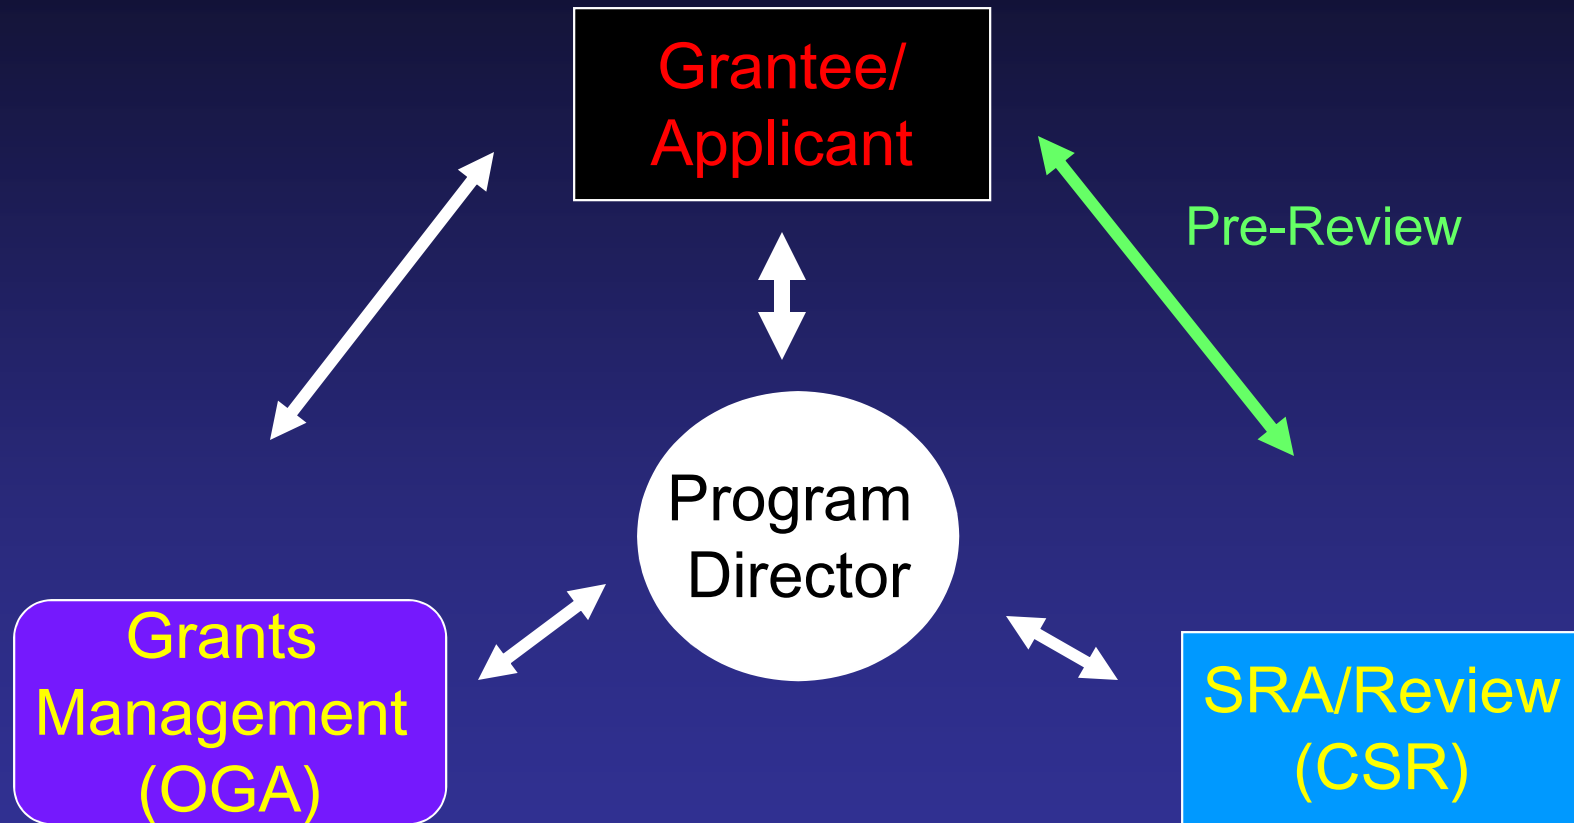 Grantee/
Applicant
Pre-Review
Program
Director
Grants
Management
(OGA)
SRA/Review
(CSR)